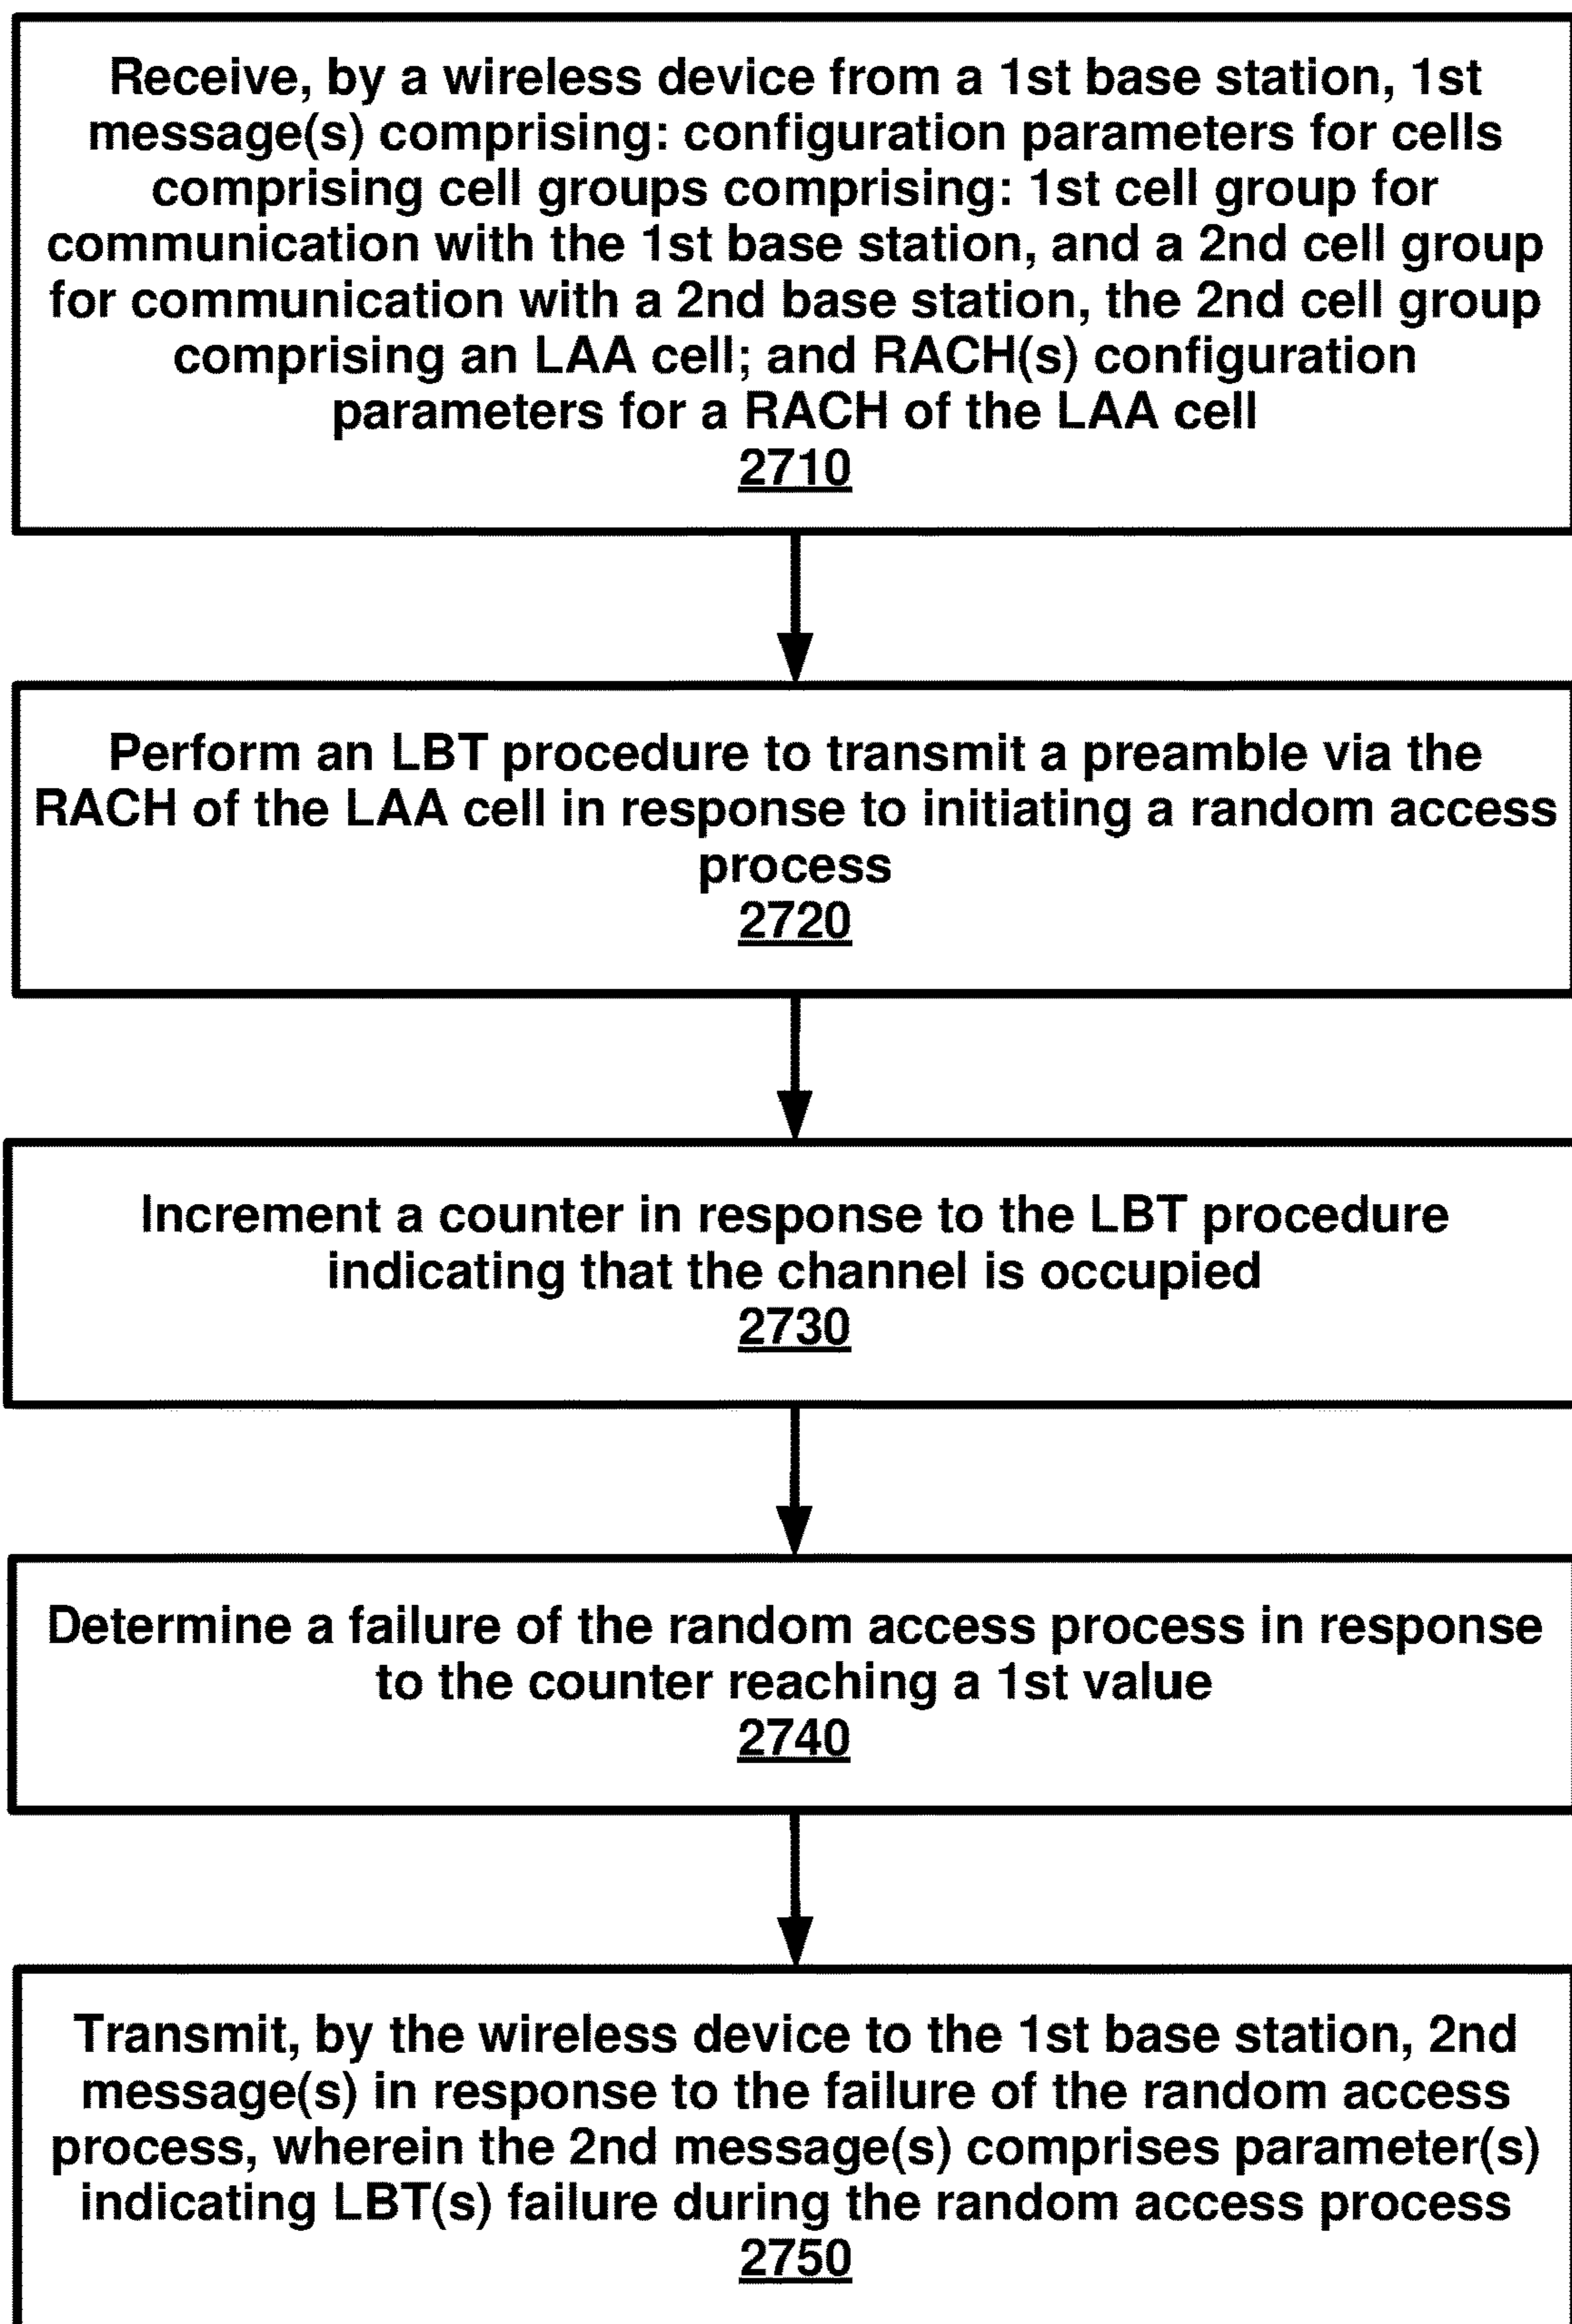 Receive, by a wireless device from a 1st base station, 1st
message(s) comprising: configuration parameters for cells
comprising cell groups comprising: 1st cell group for
communication with the 1st base station, and a 2nd cell group
for communication with a 2nd base station, the 2nd cell group
comprising an LAA cell; and RACH(s) configuration
parameters for a RACH of the LAA cell
2710
Perform an LBT procedure to transmit a preamble via the
RACH of the LAA cell in response to initiating a random access
process
2720
Increment a counter in response to the LBT procedure
indicating that the channel is occupied
2730
Determine a failure of the random access process in response
to the counter reaching a 1st value
2740
Transmit, by the wireless device to the 1st base station, 2nd
message(s) in response to the failure of the random access
process, wherein the 2nd message(s) comprises parameter(s)
indicating LBT(s) failure during the random access process
2750